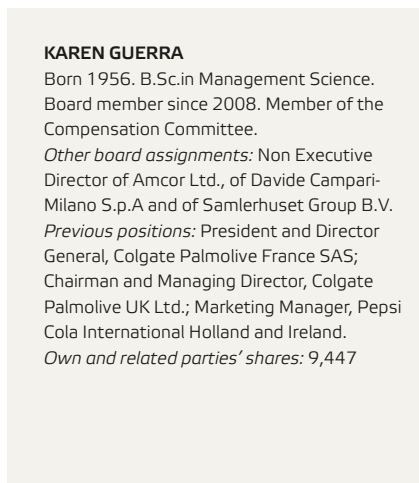 KAREN GUERRA
Born 1956. B.Sc.in Management Science.
Board member since 2008. Member of the
Compensation Committee.
Other board assignments: Non Executive
Director of Amcor Ltd., of Davide Campari-
Milano S.p.A and of Samlerhuset Group B.V.
Previous positions: President and Director
General, Colgate Palmolive France SAS;
Chairman and Managing Director, Colgate
Palmolive UK Ltd.; Marketing Manager, Pepsi
Cola International Holland and Ireland.
Own and related parties’ shares: 9,447